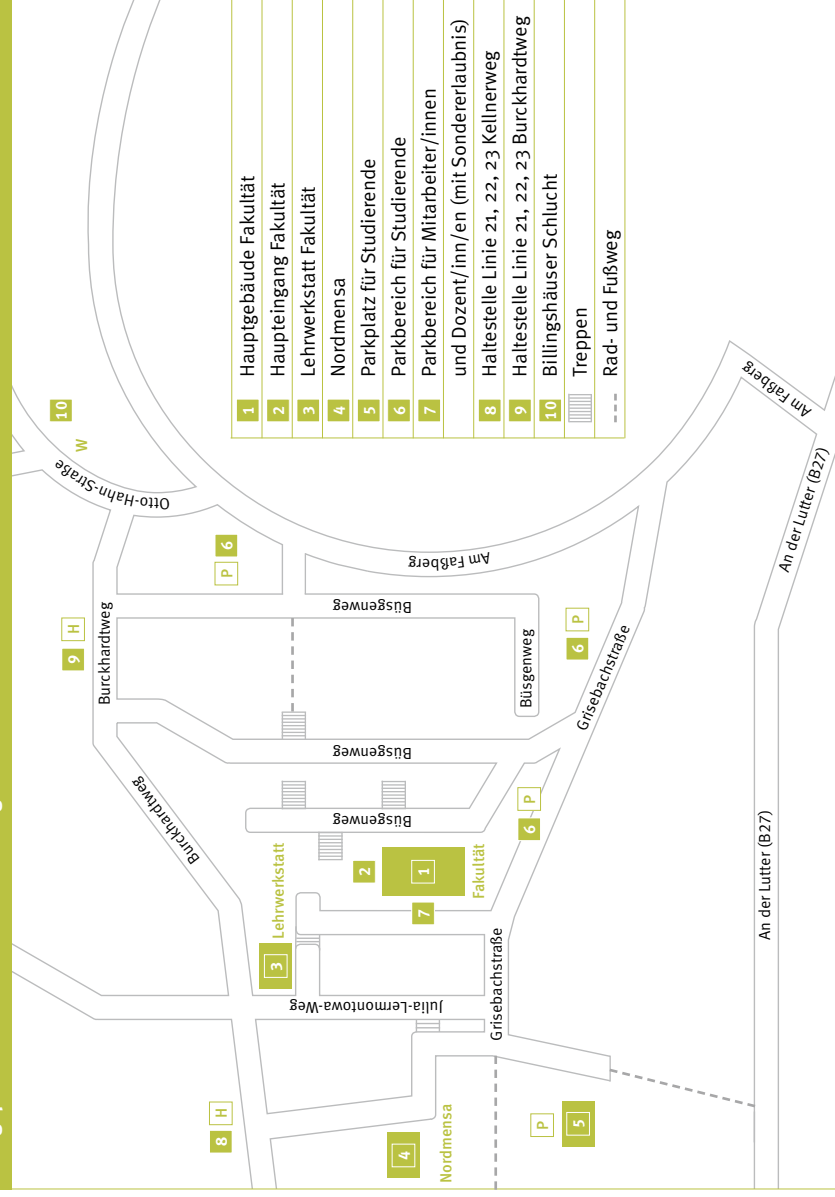 1 Hauptgebäude Fakultät
2 Haupteingang Fakultät
3 Lehrwerkstatt Fakultät
4 Nordmensa
5 Parkplatz für Studierende
6 Parkbereich für Studierende
7 Parkbereich für Mitarbeiter/innen
und Dozent/inn/en (mit Sondererlaubnis)
8 Haltestelle Linie 21, 22, 23 Kellnerweg
9 Haltestelle Linie 21, 22, 23 Burckhardtweg
10 Billingshäuser Schlucht
Treppen
Rad- und Fußweg
8 H
4
Nordmensa
P
5
Julia-Lermontowa-Weg
Grisebachstraße
3 Lehrwerkstatt
2
1
7
Fakultät
Burckhardtweg
Burckhardtweg
9 H
Büsgenweg
Büsgenweg
Büsgenweg
Büsgenweg
6 P
6 P
P 6
Grisebachstraße
Otto-Hahn-Straße
W
10
Am Faßberg
Am Faßberg
An der Lutter (B27)
An der Lutter (B27)